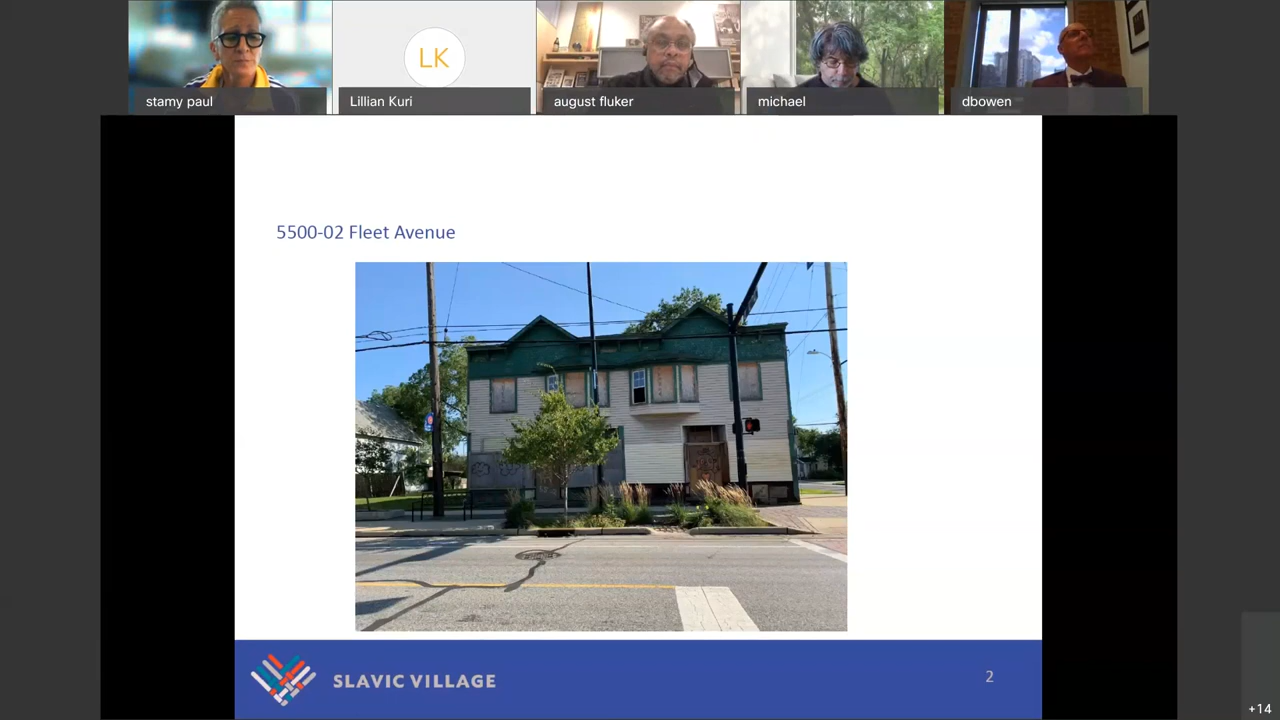 stamy paul
LK
Lillian Kuri
august fluker
michael
dbowen
5500-02 Fleet Avenue
SLAVIC VILLAGE
2
+14